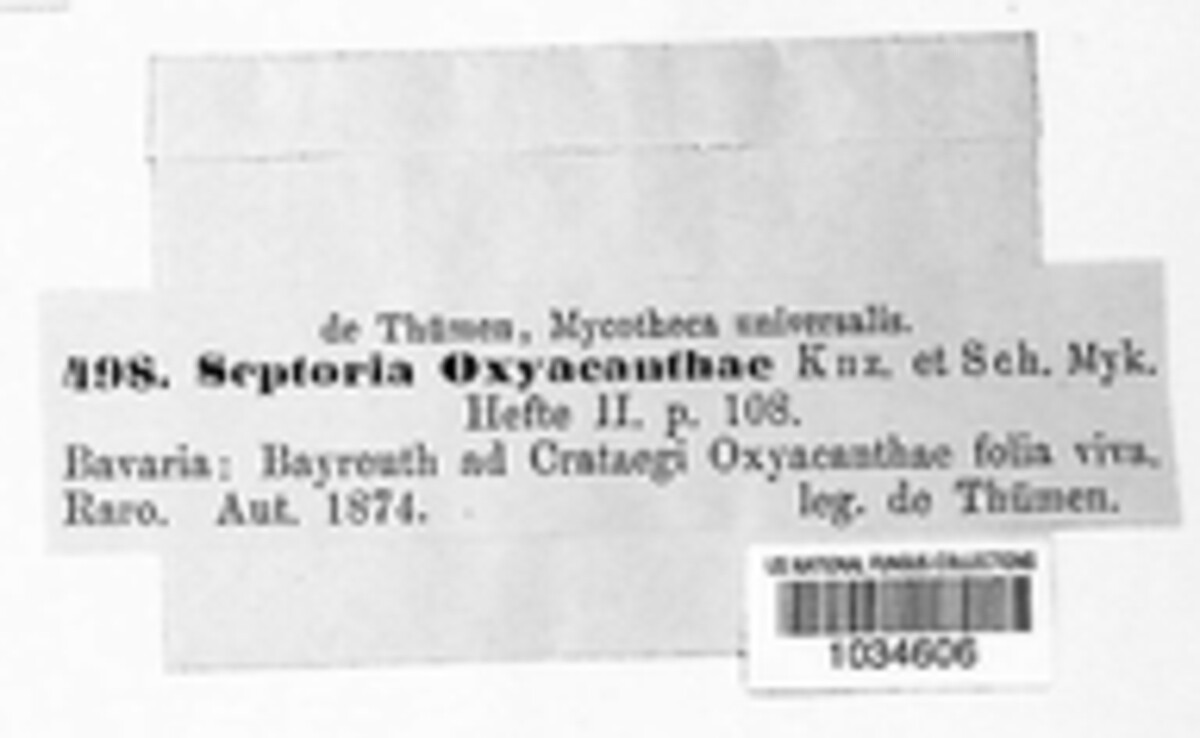 de Thümen, Mycotheca universalis.
498. Septoria Oxyacanthae Knz. et Sch. Myk.
Hefte II. p. 108.
Bavaria: Bayreuth ad Crataegi Oxyacanthae folia viva.
Raro. Aut. 1874. leg. de Thümen.
US NATIONAL FUNGUS COLLECTIONS
1034606